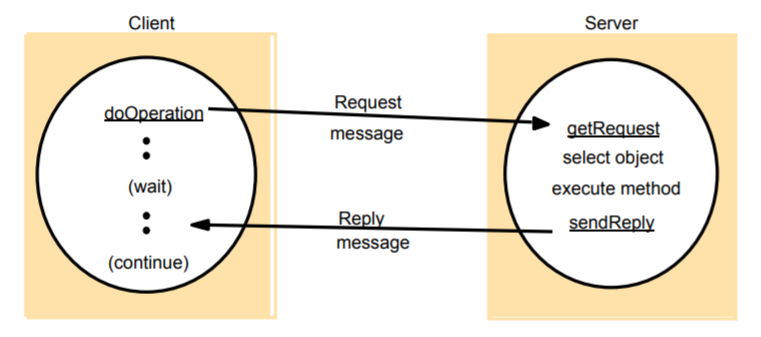 Client
Server
doOperation
(wait)
(continue)
Request
message
Reply
message
getRequest
select object
execute method
sendReply